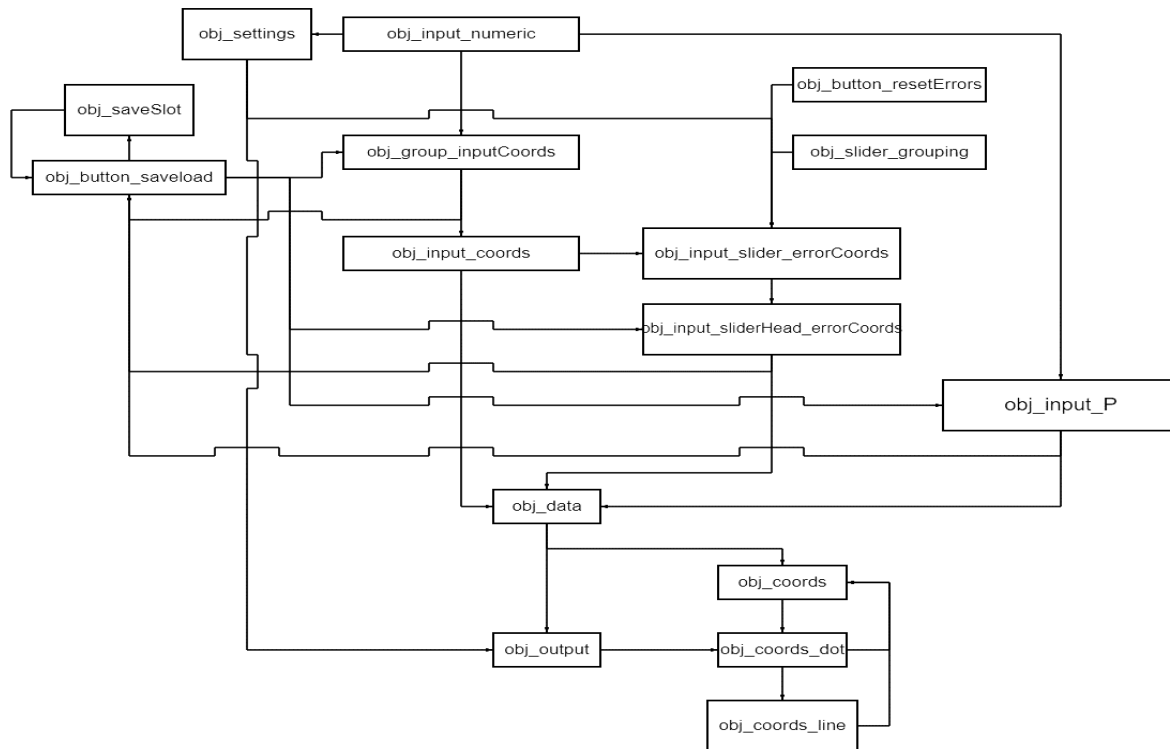 obj_settings
obj_input_numeric
obj_button_resetErrors
obj_saveSlot
obj_group_inputCoords
obj_slider_grouping
obj_button_saveload
obj_input_coords
obj_input_slider_errorCoords
obj_input_sliderHead_errorCoords
obj_input_P
obj_data
obj_coords
obj_output
obj_coords_dot
obj_coords_line